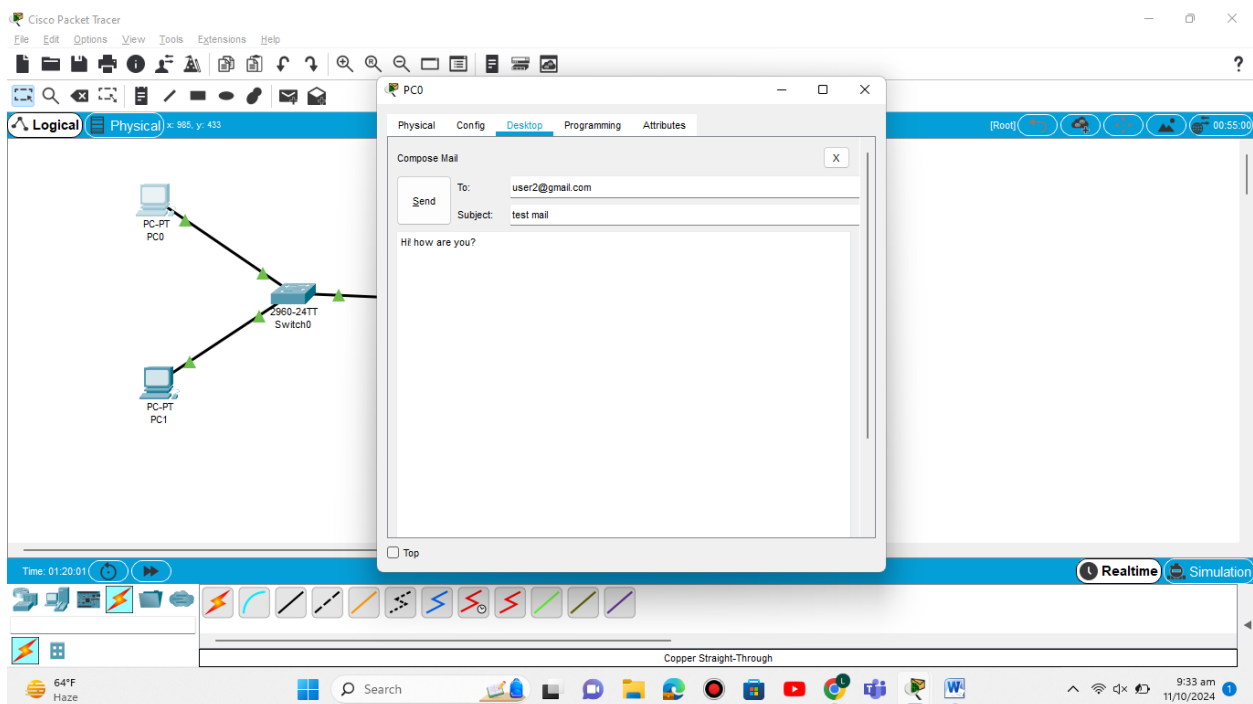 Cisco Packet Tracer
File Edit Options View Tools Extensions Help
PC0
Logical Physical x: 985, y: 433
[Root] 00:55:00
Physical Config Desktop Programming Attributes
Compose Mail X
Send
To: user2@gmail.com
Subject: test mail
Hi! how are you?
PC-PT
PC0
2960-24TT
Switch0
PC-PT
PC1
Top
Time: 01:20:01
Realtime Simulation
Copper Straight-Through
64°F
Haze
Search
9:33 am
11/10/2024
1